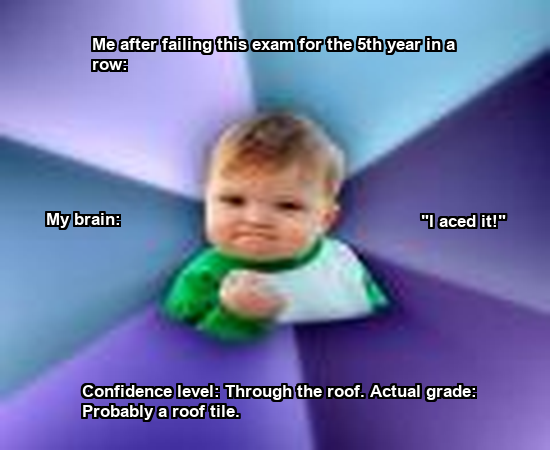 Me after failing this exam for the 5th year in a
row:
My brain:
"I aced it!"
Confidence level: Through the roof. Actual grade:
Probably a roof tile.